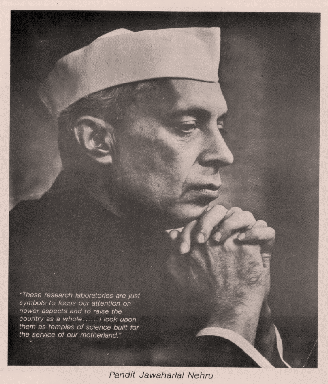 "These research laboratories are just
symbols to focus our attention on
newer aspects and to raise the
country as a whole...... I look upon
them as temples of science built for
the service of our motherland."
Pandit Jawaharlal Nehru